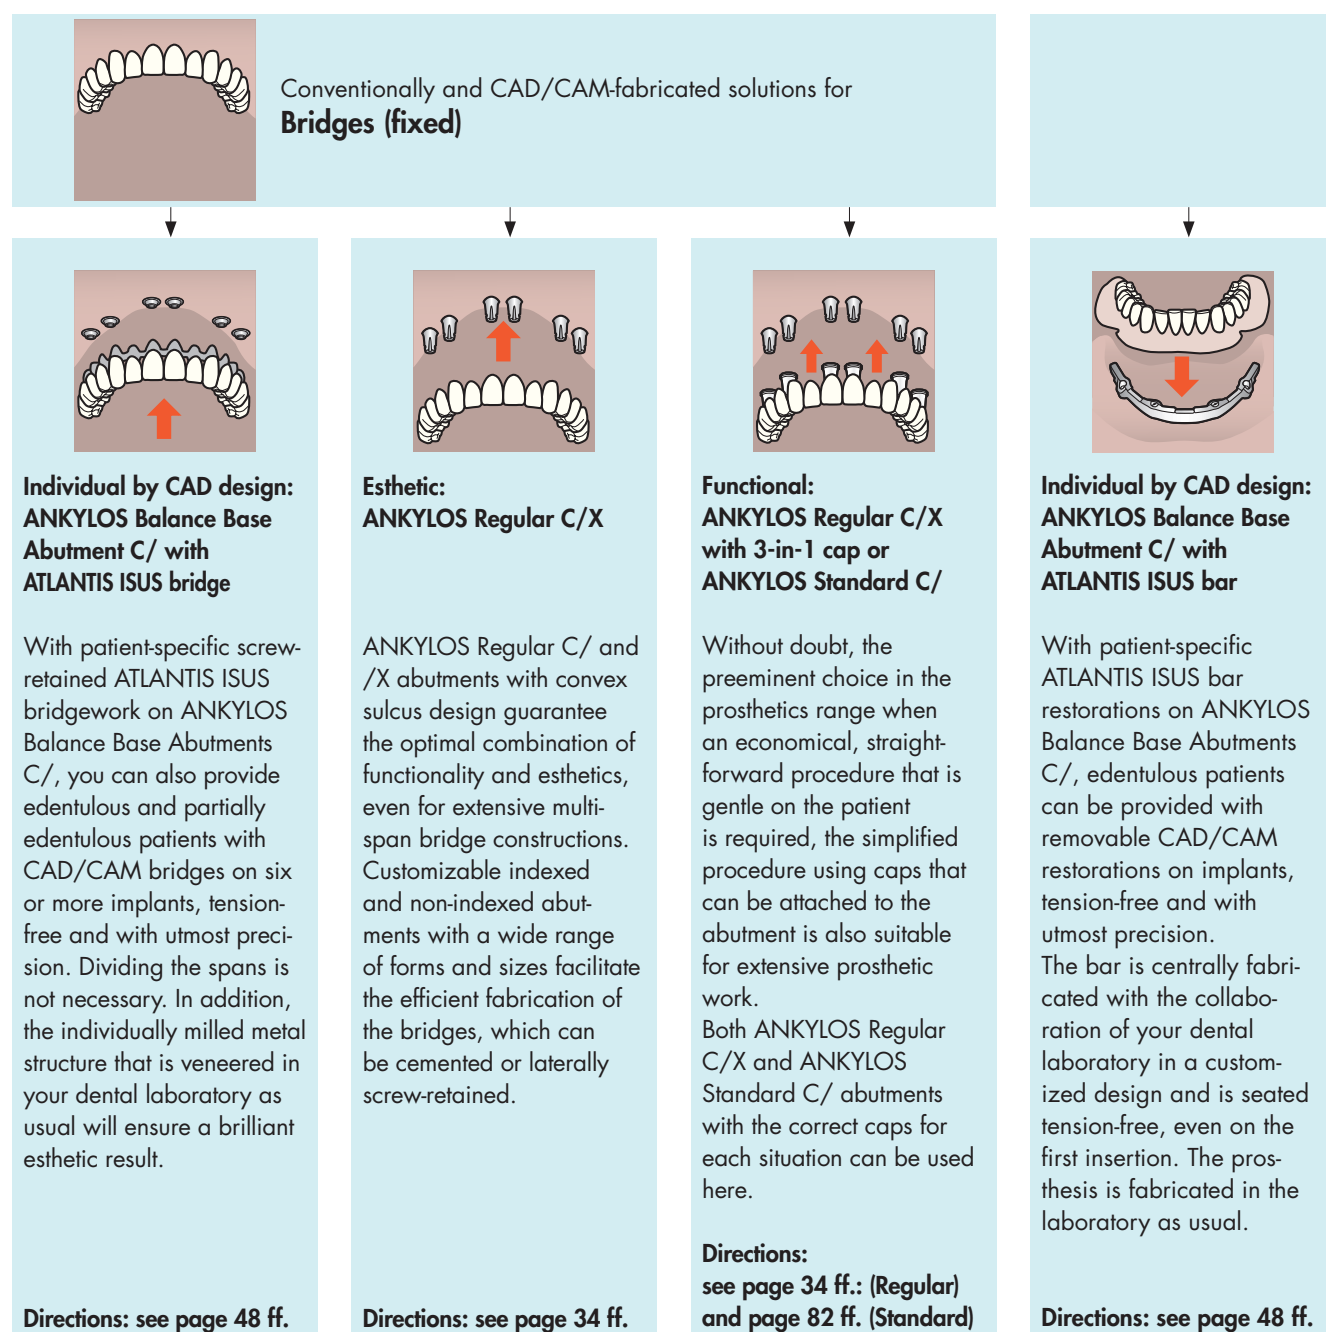 Conventionally and CAD/CAM-fabricated solutions for
Bridges (fixed)
Individual by CAD design:
ANKYLOS Balance Base
Abutment C/ with
ATLANTIS ISUS bridge
With patient-specific screw-
retained ATLANTIS ISUS
bridgework on ANKYLOS
Balance Base Abutments
C/, you can also provide
edentulous and partially
edentulous patients with
CAD/CAM bridges on six
or more implants, tension-
free and with utmost preci-
sion. Dividing the spans is
not necessary. In addition,
the individually milled metal
structure that is veneered in
your dental laboratory as
usual will ensure a brilliant
esthetic result.
Directions: see page 48 ff.
Esthetic:
ANKYLOS Regular C/X
ANKYLOS Regular C/ and
/X abutments with convex
sulcus design guarantee
the optimal combination of
functionality and esthetics,
even for extensive multi-
span bridge constructions.
Customizable indexed
and non-indexed abut-
ments with a wide range
of forms and sizes facilitate
the efficient fabrication of
the bridges, which can
be cemented or laterally
screw-retained.
Directions: see page 34 ff.
Functional:
ANKYLOS Regular C/X
with 3-in-1 cap or
ANKYLOS Standard C/
Without doubt, the
preeminent choice in the
prosthetics range when
an economical, straight-
forward procedure that is
gentle on the patient
is required, the simplified
procedure using caps that
can be attached to the
abutment is also suitable
for extensive prosthetic
work.
Both ANKYLOS Regular
C/X and ANKYLOS
Standard C/ abutments
with the correct caps for
each situation can be used
here.
Directions:
see page 34 ff.: (Regular)
and page 82 ff. (Standard)
Individual by CAD design:
ANKYLOS Balance Base
Abutment C/ with
ATLANTIS ISUS bar
With patient-specific
ATLANTIS ISUS bar
restorations on ANKYLOS
Balance Base Abutments
C/, edentulous patients
can be provided with
removable CAD/CAM
restorations on implants,
tension-free and with
utmost precision.
The bar is centrally fabri-
cated with the collabo-
ration of your dental
laboratory in a custom-
ized design and is seated
tension-free, even on the
first insertion. The pros-
thesis is fabricated in the
laboratory as usual.
Directions: see page 48 ff.